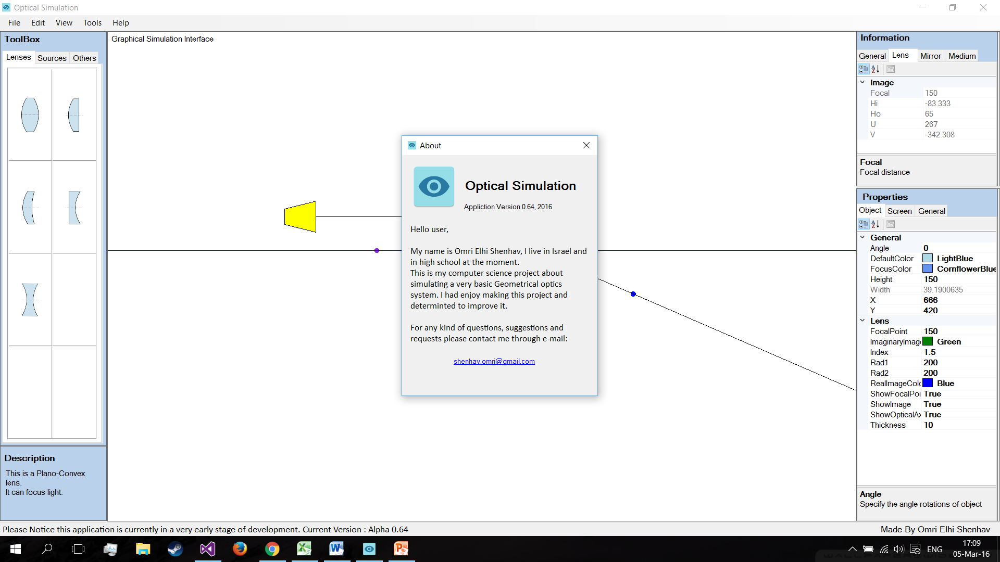 Optical Simulation
File Edit View Tools Help
ToolBox
Lenses Sources Others
Description
This is a Plano-Convex
lens.
It can focus light.
Graphical Simulation Interface
About
Optical Simulation
Appliction Version 0.64, 2016
Hello user,
My name is Omri Elhi Shenhav, I live in Israel and
in high school at the moment.
This is my computer science project about
simulating a very basic Geometrical optics
system. I had enjoy making this project and
determinted to improve it.
For any kind of questions, suggestions and
requests please contact me through e-mail:
shenhav.omri@gmail.com
Information
General Lens Mirror Medium
Image
Focal 150
Hi -83.333
Ho 65
U 267
V -342.308
Focal
Focal distance
Properties
Object Screen General
General
Angle 0
DefaultColor LightBlue
FocusColor CornflowerBlue
Height 150
Width 39.1900635
X 666
Y 420
Lens
FocalPoint 150
ImaginaryImag Green
Index 1.5
Rad1 200
Rad2 200
RealImageColo Blue
ShowFocalPoi True
ShowImage True
ShowOpticalAx True
Thickness 10
Angle
Specify the angle rotations of object
Please Notice this application is currently in a very early stage of development. Current Version : Alpha 0.64
Made By Omri Elhi Shenhav
ENG
17:09
05-Mar-16